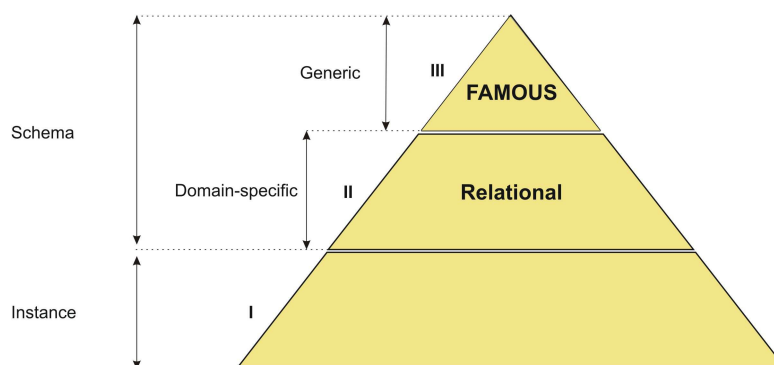 Generic
III
FAMOUS
Schema
Domain-specific
II
Relational
Instance
I